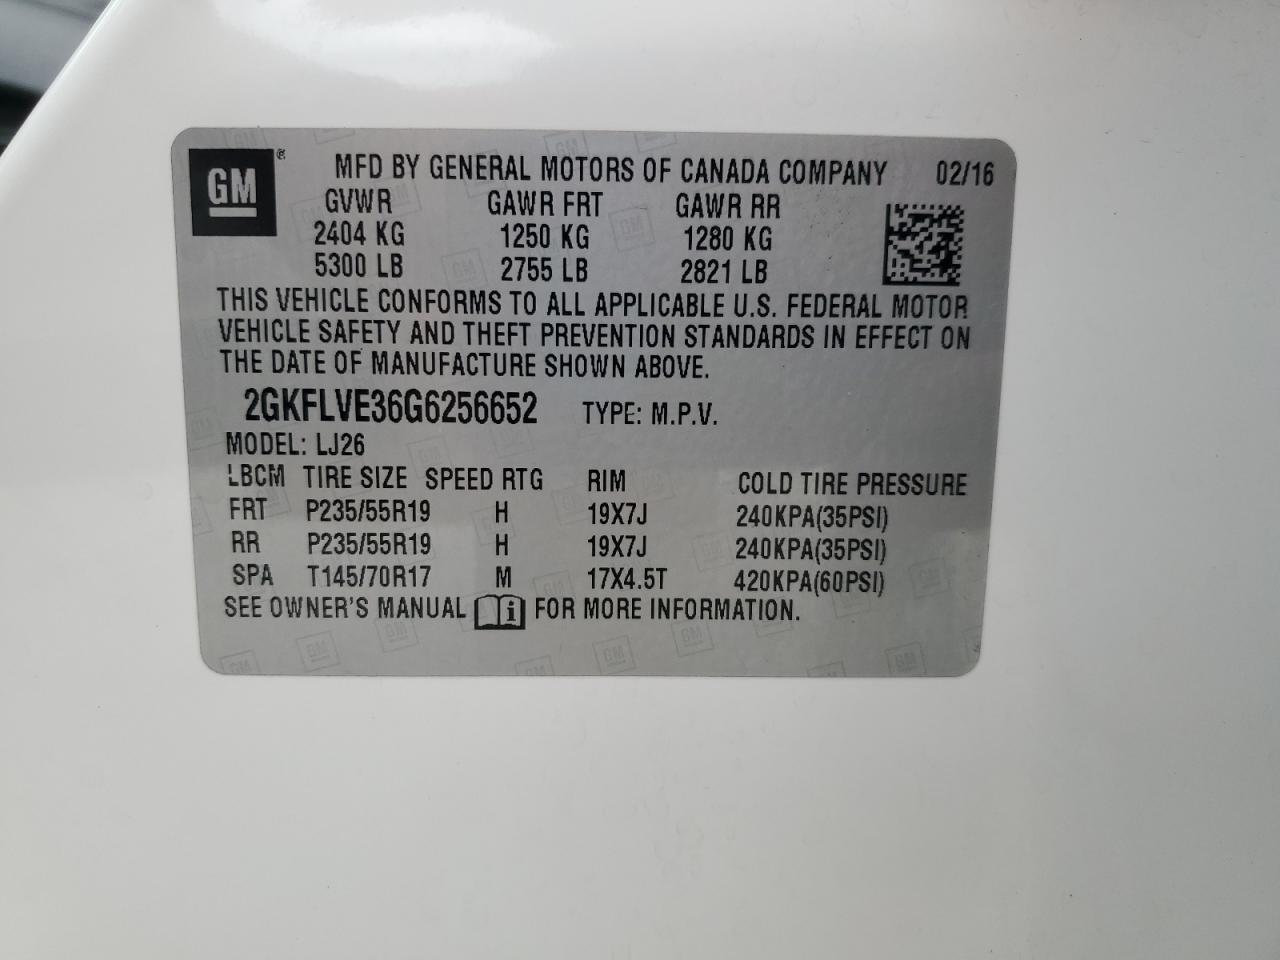 GM® MFD BY GENERAL MOTORS OF CANADA COMPANY 02/16
GVWR GAWR FRT GAWR RR
2404 KG 1250 KG 1280 KG
5300 LB 2755 LB 2821 LB
THIS VEHICLE CONFORMS TO ALL APPLICABLE U.S. FEDERAL MOTOR
VEHICLE SAFETY AND THEFT PREVENTION STANDARDS IN EFFECT ON
THE DATE OF MANUFACTURE SHOWN ABOVE.
2GKFLVE36G6256652 TYPE: M.P.V.
MODEL: LJ26
LBCM TIRE SIZE SPEED RTG RIM COLD TIRE PRESSURE
FRT P235/55R19 H 19X7J 240KPA(35PSI)
RR P235/55R19 H 19X7J 240KPA(35PSI)
SPA T145/70R17 M 17X4.5T 420KPA(60PSI)
SEE OWNER'S MANUAL i FOR MORE INFORMATION.